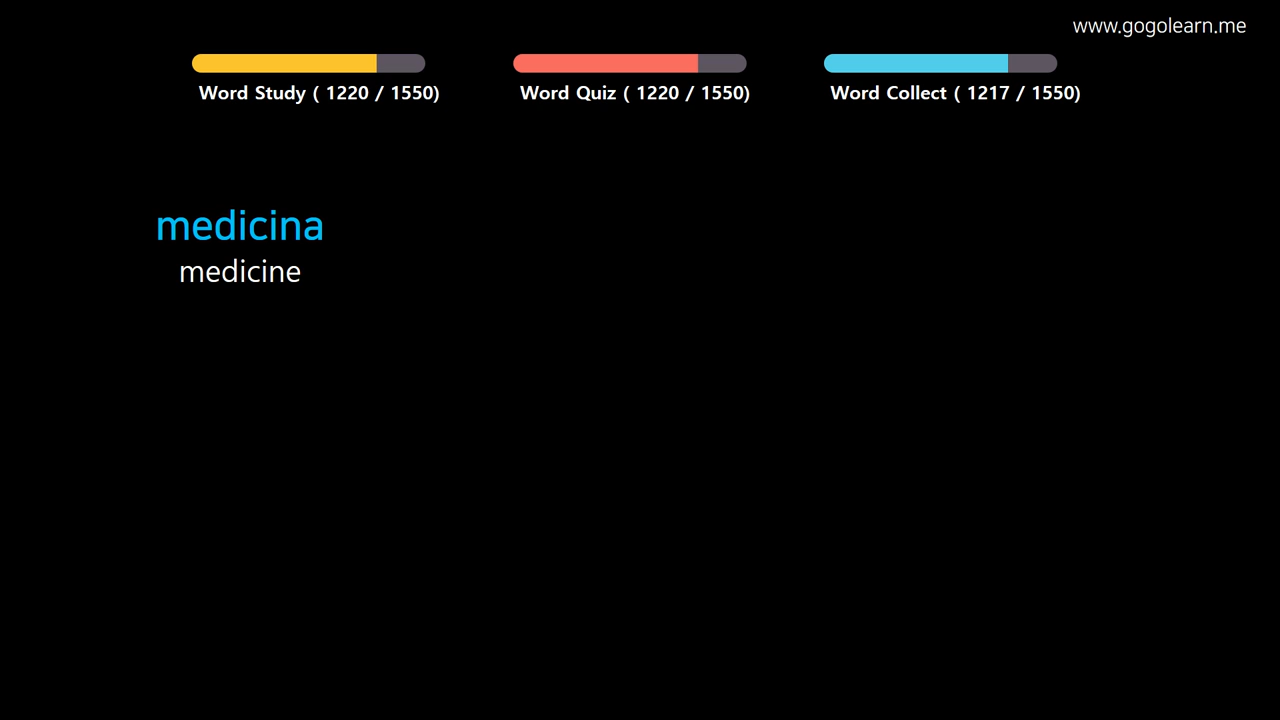 www.gogolearn.me
Word Study ( 1220 / 1550)
Word Quiz ( 1220 / 1550)
Word Collect ( 1217 / 1550)
medicina
medicine